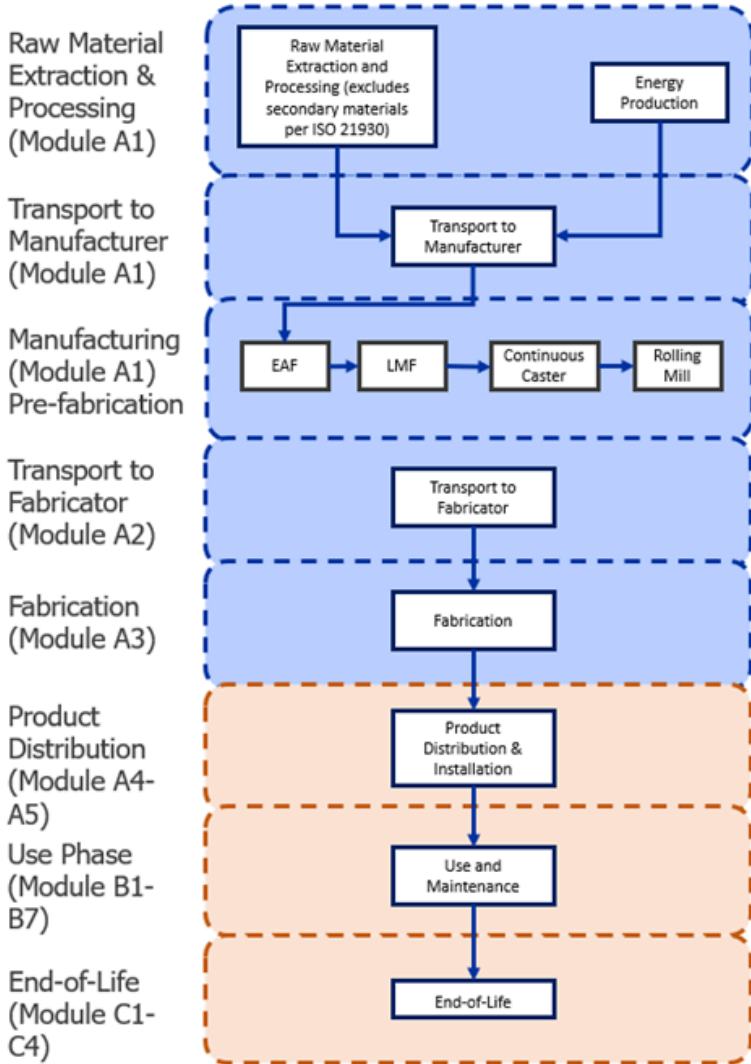 Raw Material
Extraction &
Processing
(Module A1)
Raw Material
Extraction and
Processing (excludes
secondary materials
per ISO 21930)
Energy
Production
Transport to
Manufacturer
(Module A1)
Transport to
Manufacturer
Manufacturing
(Module A1)
Pre-fabrication
EAF
LMF
Continuous
Caster
Rolling
Mill
Transport to
Fabricator
(Module A2)
Transport to
Fabricator
Fabrication
(Module A3)
Fabrication
Product
Distribution
(Module A4-
A5)
Product
Distribution &
Installation
Use Phase
(Module B1-
B7)
Use and
Maintenance
End-of-Life
(Module C1-
C4)
End-of-Life